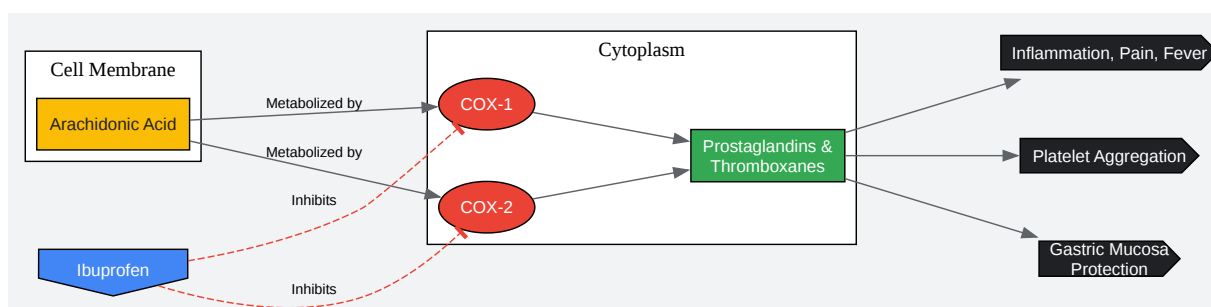 Cell Membrane
Arachidonic Acid
Metabolized by
Metabolized by
Inhibits
Inhibits
Ibuprofen
Cytoplasm
COX-1
COX-2
Prostaglandins &
Thromboxanes
Inflammation, Pain, Fever
Platelet Aggregation
Gastric Mucosa
Protection